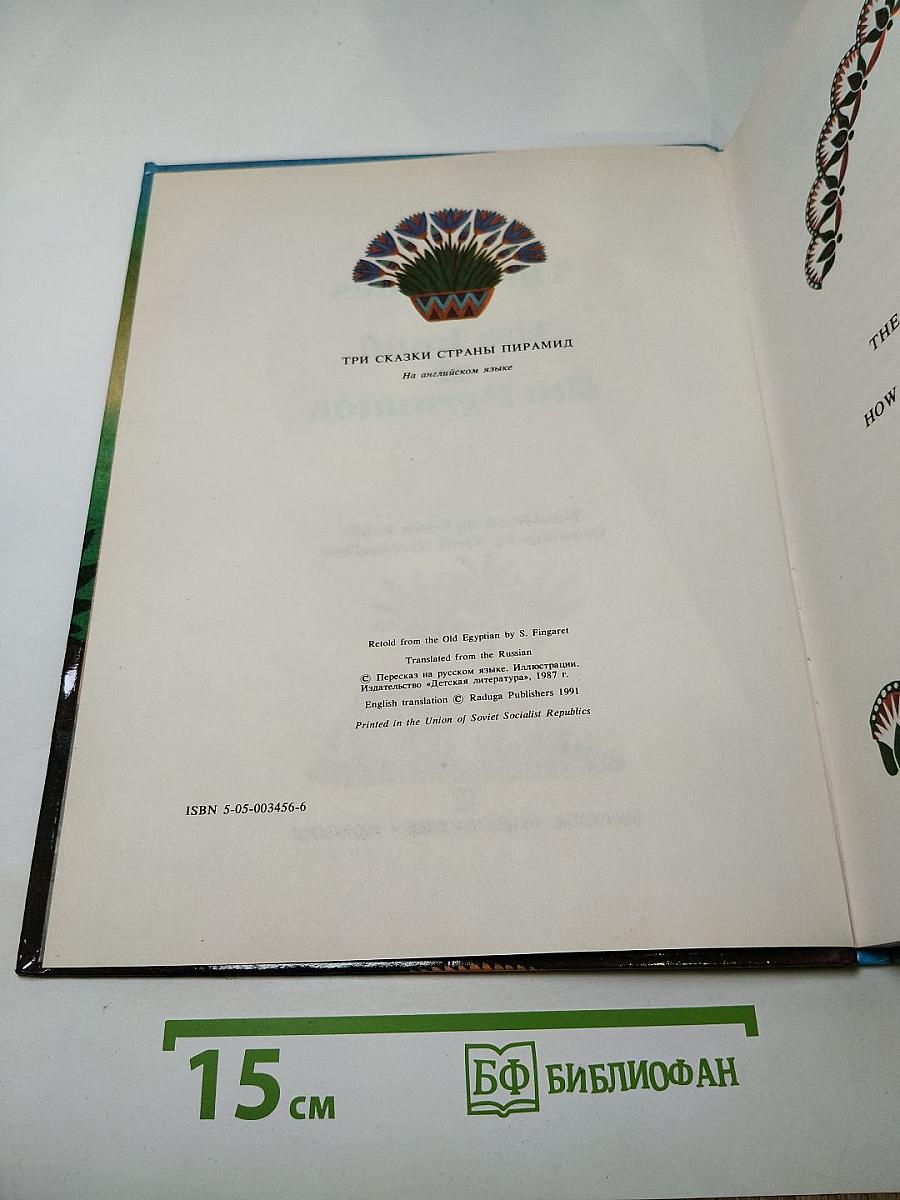 ТРИ СКАЗКИ СТРАНЫ ПИРАМИД
На английском языке
Retold from the Old Egyptian by S. Fingaret
Translated from the Russian
© Пересказ на русском языке. Иллюстрации.
Издательство «Детская литература», 1987 г.
English translation © Raduga Publishers 1991
Printed in the Union of Soviet Socialist Republics
ISBN 5-05-003456-6
THE
HOW
15 см
БФ БИБЛИОФАН